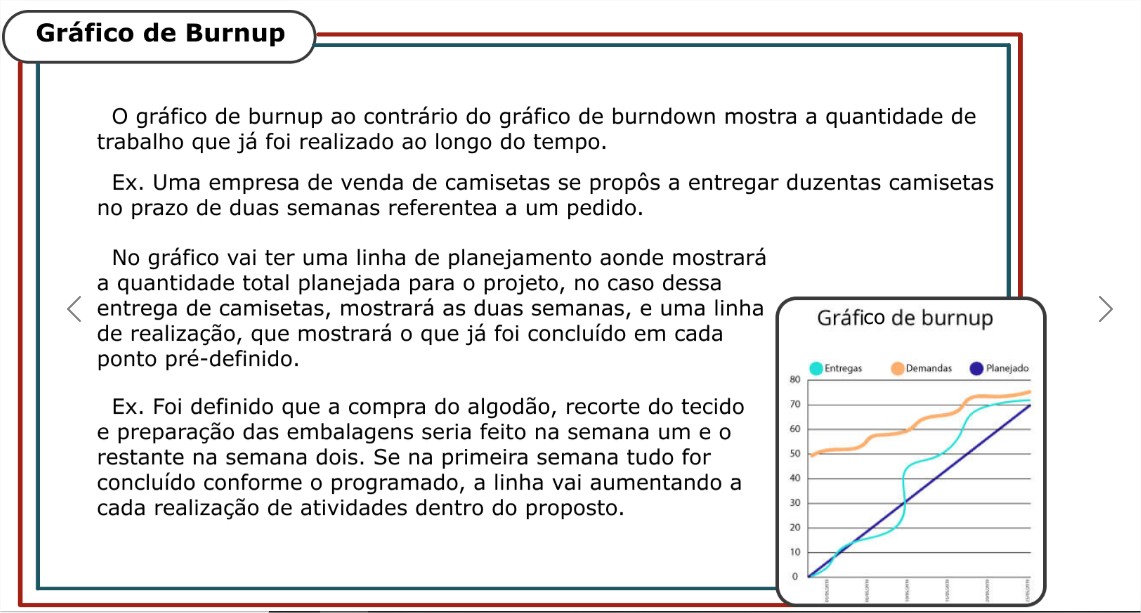 Gráfico de Burnup
O gráfico de burnup ao contrário do gráfico de burndown mostra a quantidade de
trabalho que já foi realizado ao longo do tempo.
Ex. Uma empresa de venda de camisetas se propôs a entregar duzentas camisetas
no prazo de duas semanas referentea a um pedido.
No gráfico vai ter uma linha de planejamento aonde mostrará
a quantidade total planejada para o projeto, no caso dessa
entrega de camisetas, mostrará as duas semanas, e uma linha
de realização, que mostrará o que já foi concluído em cada
ponto pré-definido.
Ex. Foi definido que a compra do algodão, recorte do tecido
e preparação das embalagens seria feito na semana um e o
restante na semana dois. Se na primeira semana tudo for
concluído conforme o programado, a linha vai aumentando a
cada realização de atividades dentro do proposto.
Gráfico de burnup
Entregas Demandas Planejado
80
70
60
50
40
30
20
10
0